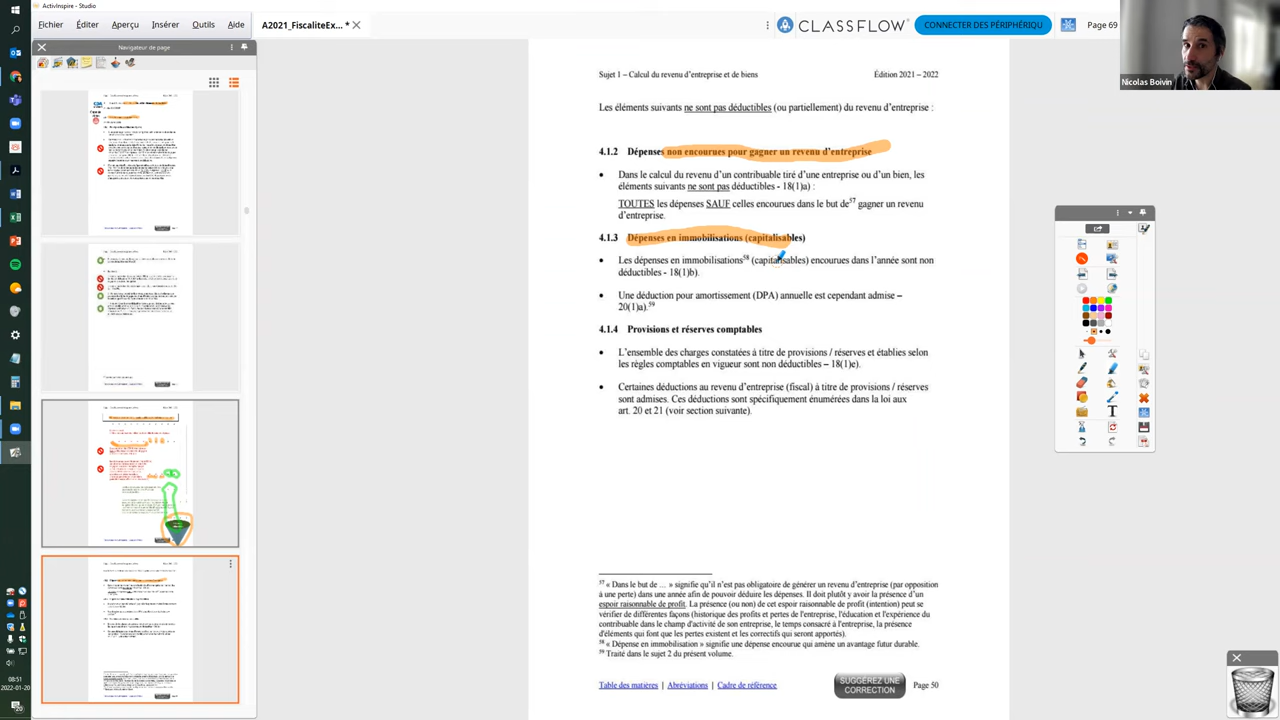 ActivInspire - Studio
Fichier Éditer Aperçu Insérer Outils Aide
A2021_FiscaliteEx... *
CLASSFLOW
CONNECTER DES PÉRIPHÉRIQU
Page 69
Nicolas Boivin
Navigateur de page
Sujet 1 – Calcul du revenu d'entreprise et de biens Édition 2021 – 2022
Les éléments suivants ne sont pas déductibles (ou partiellement) du revenu d'entreprise :
4.1.2 Dépenses non encourues pour gagner un revenu d'entreprise
• Dans le calcul du revenu d'un contribuable tiré d'une entreprise ou d'un bien, les
éléments suivants ne sont pas déductibles - 18(1)a) :
TOUTES les dépenses SAUF celles encourues dans le but de57 gagner un revenu
d'entreprise.
4.1.3 Dépenses en immobilisations (capitalisables)
• Les dépenses en immobilisations58 (capitalisables) encourues dans l'année sont non
déductibles - 18(1)b).
• Une déduction pour amortissement (DPA) annuelle est cependant admise –
20(1)a).59
4.1.4 Provisions et réserves comptables
• L'ensemble des charges constatées à titre de provisions / réserves et établies selon
les règles comptables en vigueur sont non déductibles – 18(1)e).
• Certaines déductions au revenu d'entreprise (fiscal) à titre de provisions / réserves
sont admises. Ces déductions sont spécifiquement énumérées dans la loi aux
art. 20 et 21 (voir section suivante).
57 « Dans le but de … » signifie qu'il n'est pas obligatoire de générer un revenu d'entreprise (par opposition
à une perte) dans une année afin de pouvoir déduire les dépenses. Il doit plutôt y avoir la présence d'un
espoir raisonnable de profit. La présence (ou non) de cet espoir raisonnable de profit (intention) peut se
vérifier de différentes façons (historique des profits et pertes de l'entreprise, l'éducation et l'expérience du
contribuable dans le champ d'activité de son entreprise, le temps consacré à l'entreprise, la présence
d'éléments qui font que les pertes existent et les correctifs qui seront apportés).
58 « Dépense en immobilisation » signifie une dépense encourue qui amène un avantage futur durable.
59 Traité dans le sujet 2 du présent volume.
Table des matières | Abréviations | Cadre de référence
SUGGÉREZ UNE
CORRECTION
Page 50